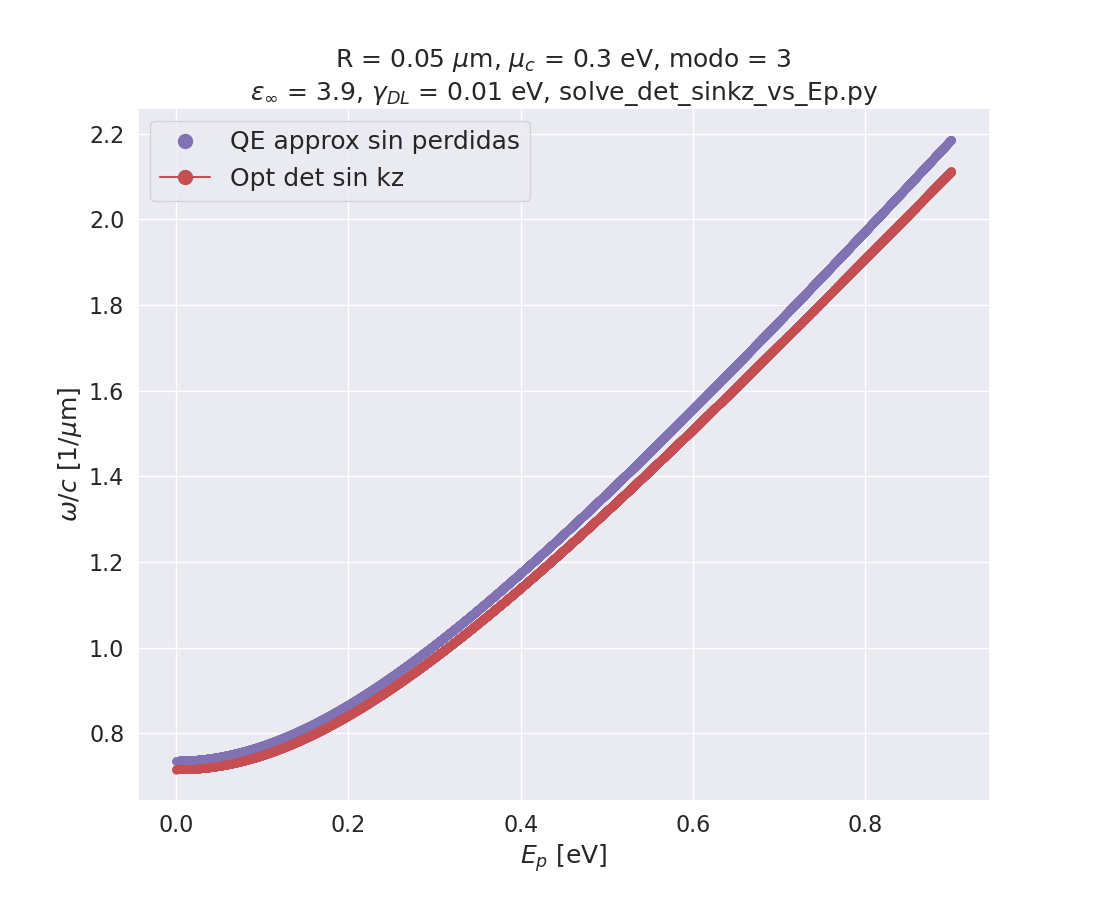 R = 0.05 μm, μ_c = 0.3 eV, modo = 3
ε_∞ = 3.9, γ_DL = 0.01 eV, solve_det_sinkz_vs_Ep.py
QE approx sin perdidas
Opt det sin kz
2.2
2.0
1.8
1.6
1.4
1.2
1.0
0.8
ω/c [1/μm]
0.0 0.2 0.4 0.6 0.8
E_p [eV]